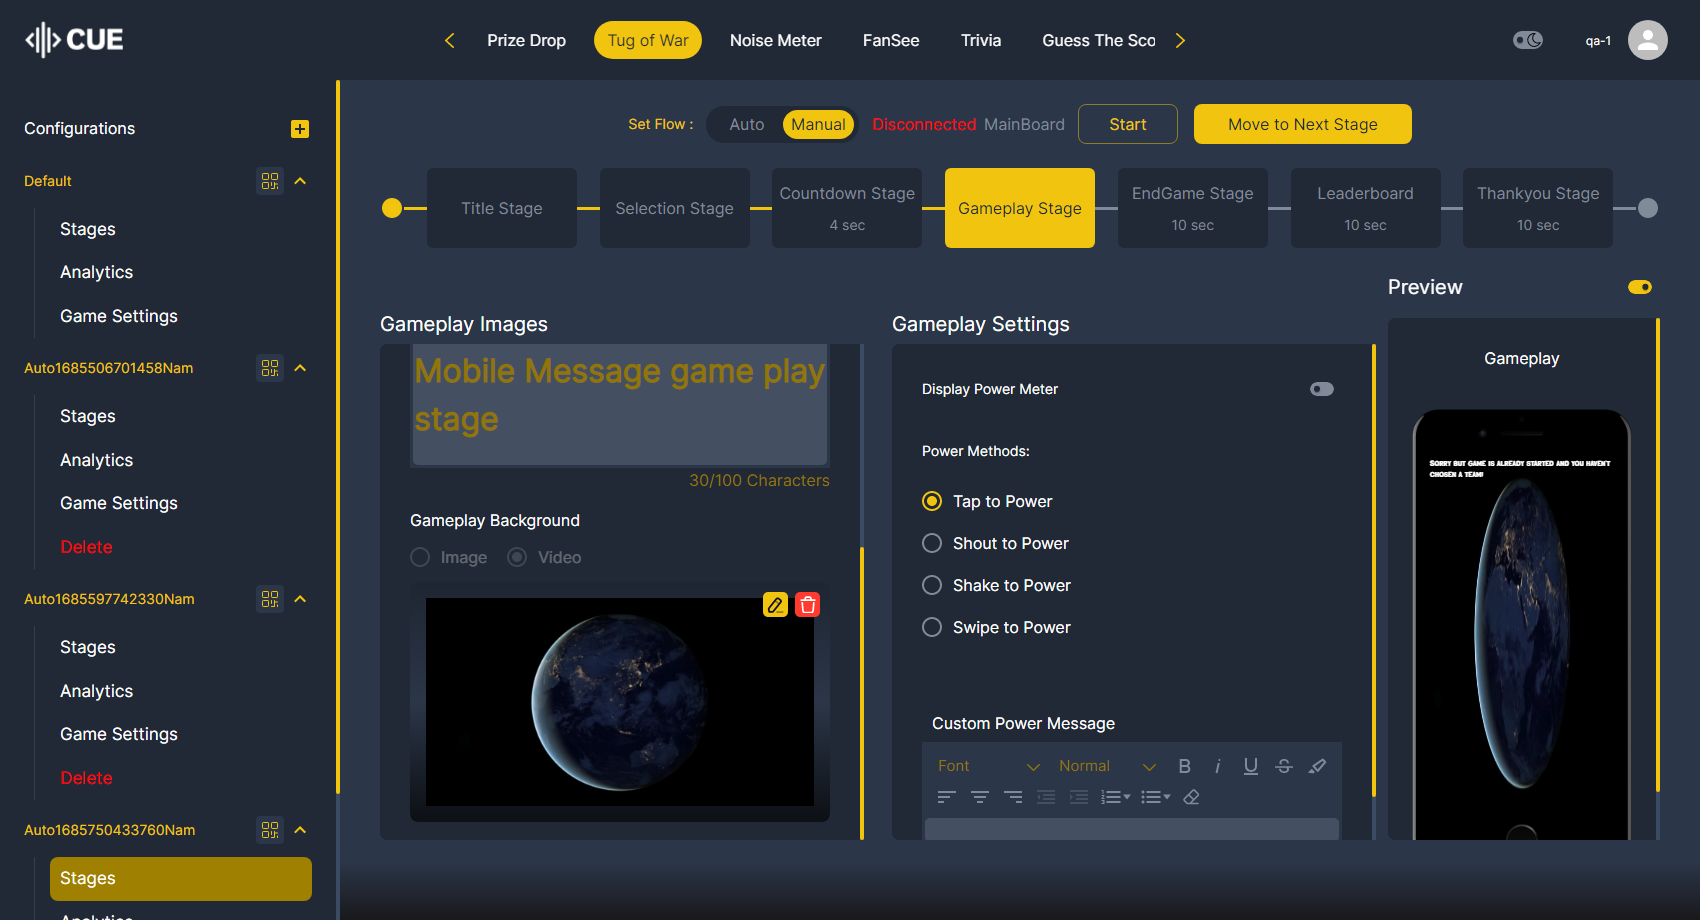 CUE
Prize Drop
Tug of War
Noise Meter
FanSee
Trivia
Guess The Sco
qa-1
Configurations
Default
Stages
Analytics
Game Settings
Auto1685506701458Nam
Stages
Analytics
Game Settings
Delete
Auto1685597742330Nam
Stages
Analytics
Game Settings
Delete
Auto1685750433760Nam
Stages
Analytics
Set Flow :
Auto
Manual
Disconnected MainBoard
Start
Move to Next Stage
Title Stage
Selection Stage
Countdown Stage
4 sec
Gameplay Stage
EndGame Stage
10 sec
Leaderboard
10 sec
Thankyou Stage
10 sec
Gameplay Images
Mobile Message game play
stage
30/100 Characters
Gameplay Background
Image
Video
Gameplay Settings
Display Power Meter
Power Methods:
Tap to Power
Shout to Power
Shake to Power
Swipe to Power
Custom Power Message
Font
Normal
B
i
U
S
Preview
Gameplay
Sorry but game is already started and you haven't
chosen a team!